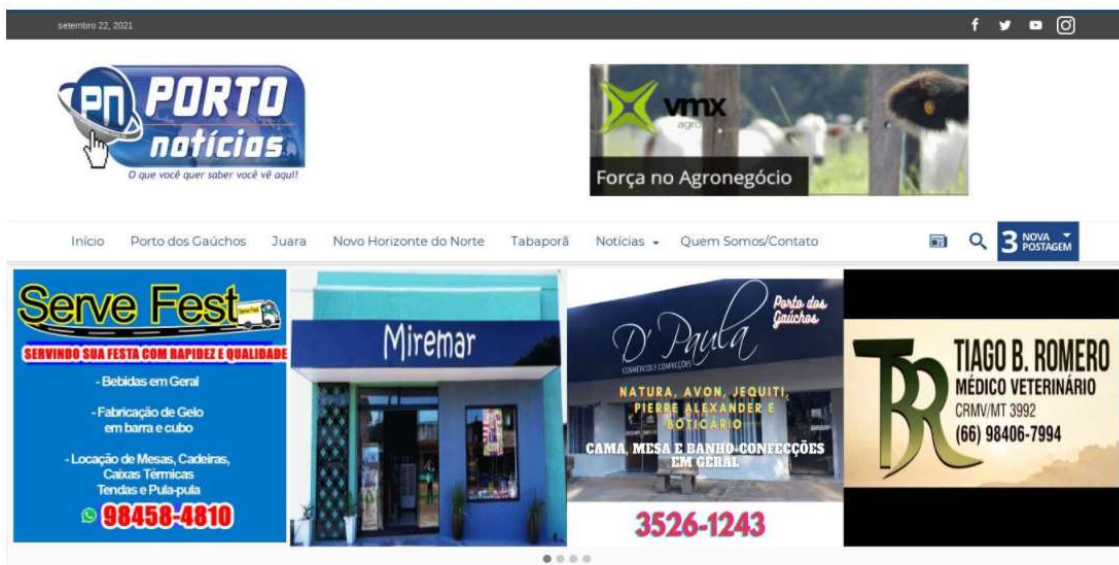 setembro 22, 2021
PN PORTO
notícias
O que você quer saber você vê aqui!
vmx
agro
Força no Agronegócio
Início Porto dos Gaúchos Juara Novo Horizonte do Norte Tabaporã Notícias Quem Somos/Contato
3 NOVA
POSTAGEM
Serve Fest
SERVINDO SUA FESTA COM RAPIDEZ E QUALIDADE
- Bebidas em Geral
- Fabricação de Gelo
em barra e cubo
- Locação de Mesas, Cadeiras,
Caixas Térmicas
Tendas e Pula-pula
98458-4810
Miremar
D' Paula
COSMÉTICOS E CONFECÇÕES
Porto dos
Gaúchos
NATURA, AVON, JEQUITI,
PIERRE ALEXANDER E
BOTICÁRIO
CAMA, MESA E BANHO-CONFECÇÕES
EM GERAL
3526-1243
TBR
TIAGO B. ROMERO
MÉDICO VETERINÁRIO
CRMV/MT 3992
(66) 98406-7994